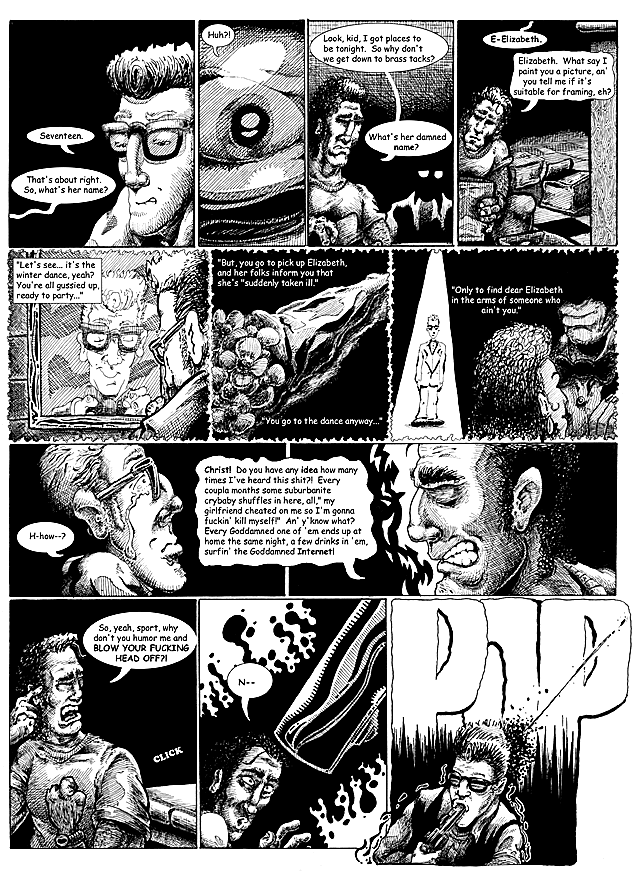 Seventeen.
That's about right.
So, what's her name?
Huh?!
Look, kid, I got places to
be tonight. So why don't
we get down to brass tacks?
What's her damned
name?
E-Elizabeth.
Elizabeth. What say I
paint you a picture, an'
you tell me if it's
suitable for framing, eh?
"Let's see... it's the
winter dance, yeah?
You're all gussied up,
ready to party..."
"But, you go to pick up Elizabeth,
and her folks inform you that
she's "suddenly taken ill."
"You go to the dance anyway..."
"Only to find dear Elizabeth
in the arms of someone who
ain't you."
H-how--?
Christ! Do you have any idea how many
times I've heard this shit?! Every
coupla months some suburbanite
crybaby shuffles in here, all," my
girlfriend cheated on me so I'm gonna
fuckin' kill myself!" An' y'know what?
Every Goddamned one of 'em ends up at
home the same night, a few drinks in 'em,
surfin' the Goddamned Internet!
So, yeah, sport, why
don't you humor me and
BLOW YOUR FUCKING
HEAD OFF?!
CLICK
N--